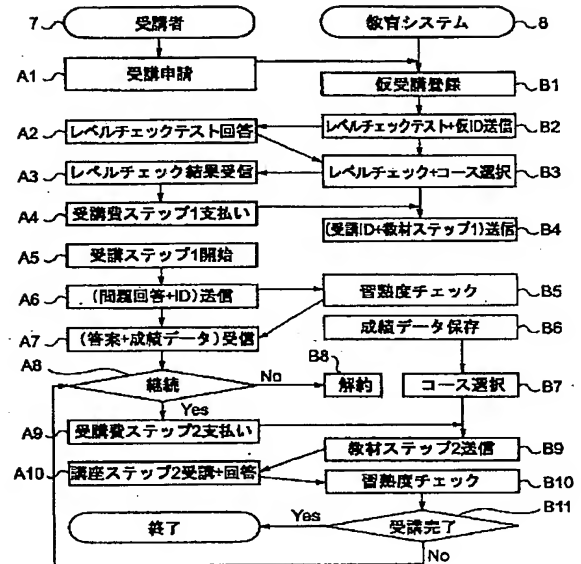 7 受講者 教育システム 8
A1 受講申請
仮受講登録 B1
A2 レベルチェックテスト回答 レベルチェックテスト+仮ID送信 B2
A3 レベルチェック結果受信 レベルチェック+コース選択 B3
A4 受講費ステップ1支払い
(受講ID+教材ステップ1)送信 B4
A5 受講ステップ1開始
A6 (問題回答+ID)送信 習熟度チェック B5
A7 (答案+成績データ)受信 成績データ保存 B6
A8 継続 No B8 解約 コース選択 B7
Yes
A9 受講費ステップ2支払い
教材ステップ2送信 B9
A10 講座ステップ2受講+回答 習熟度チェック B10
終了 Yes 受講完了 B11
No